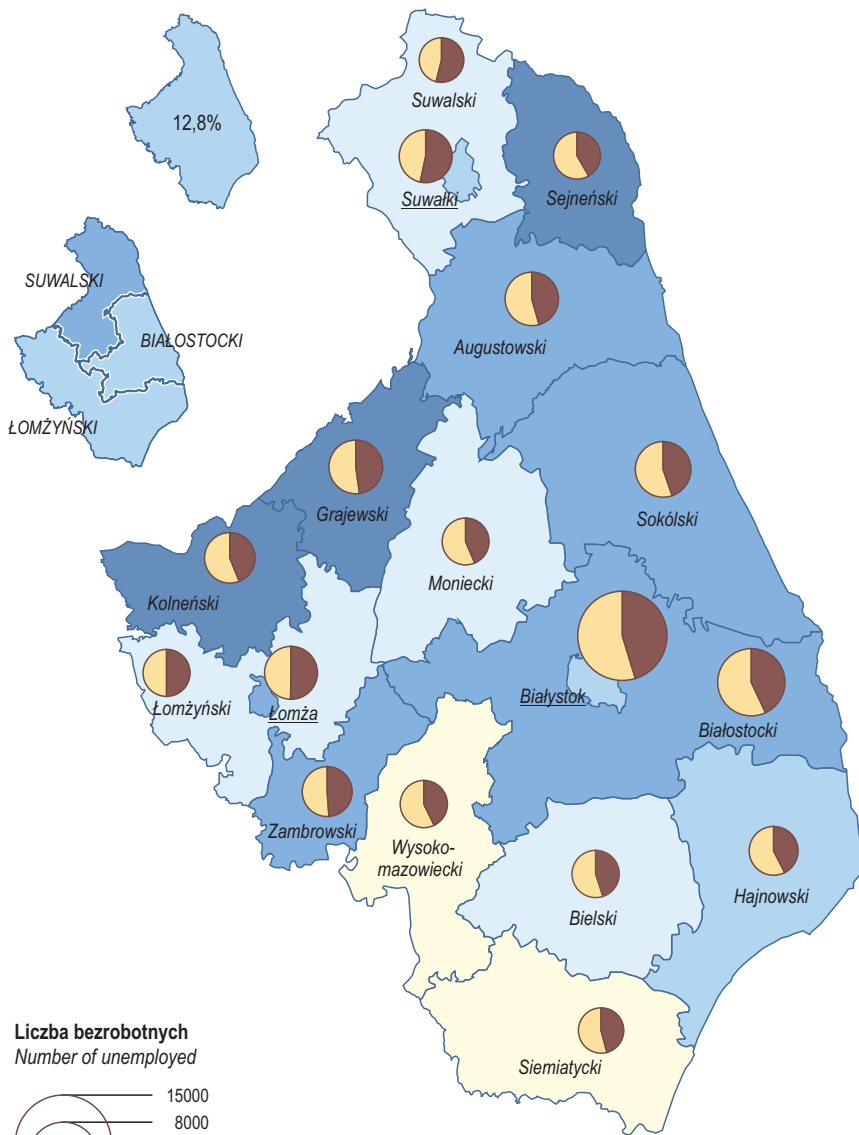 12,8%
SUWALSKI
BIAŁOSTOCKI
ŁOMŻYŃSKI
Suwalski
Suwałki
Sejneński
Augustowski
Grajewski
Sokólski
Moniecki
Kolneński
Łomżyński
Łomża
Białystok
Białostocki
Zambrowski
Wysoko-
mazowiecki
Hajnowski
Bielski
Siemiatycki
Liczba bezrobotnych
Number of unemployed
15000
8000